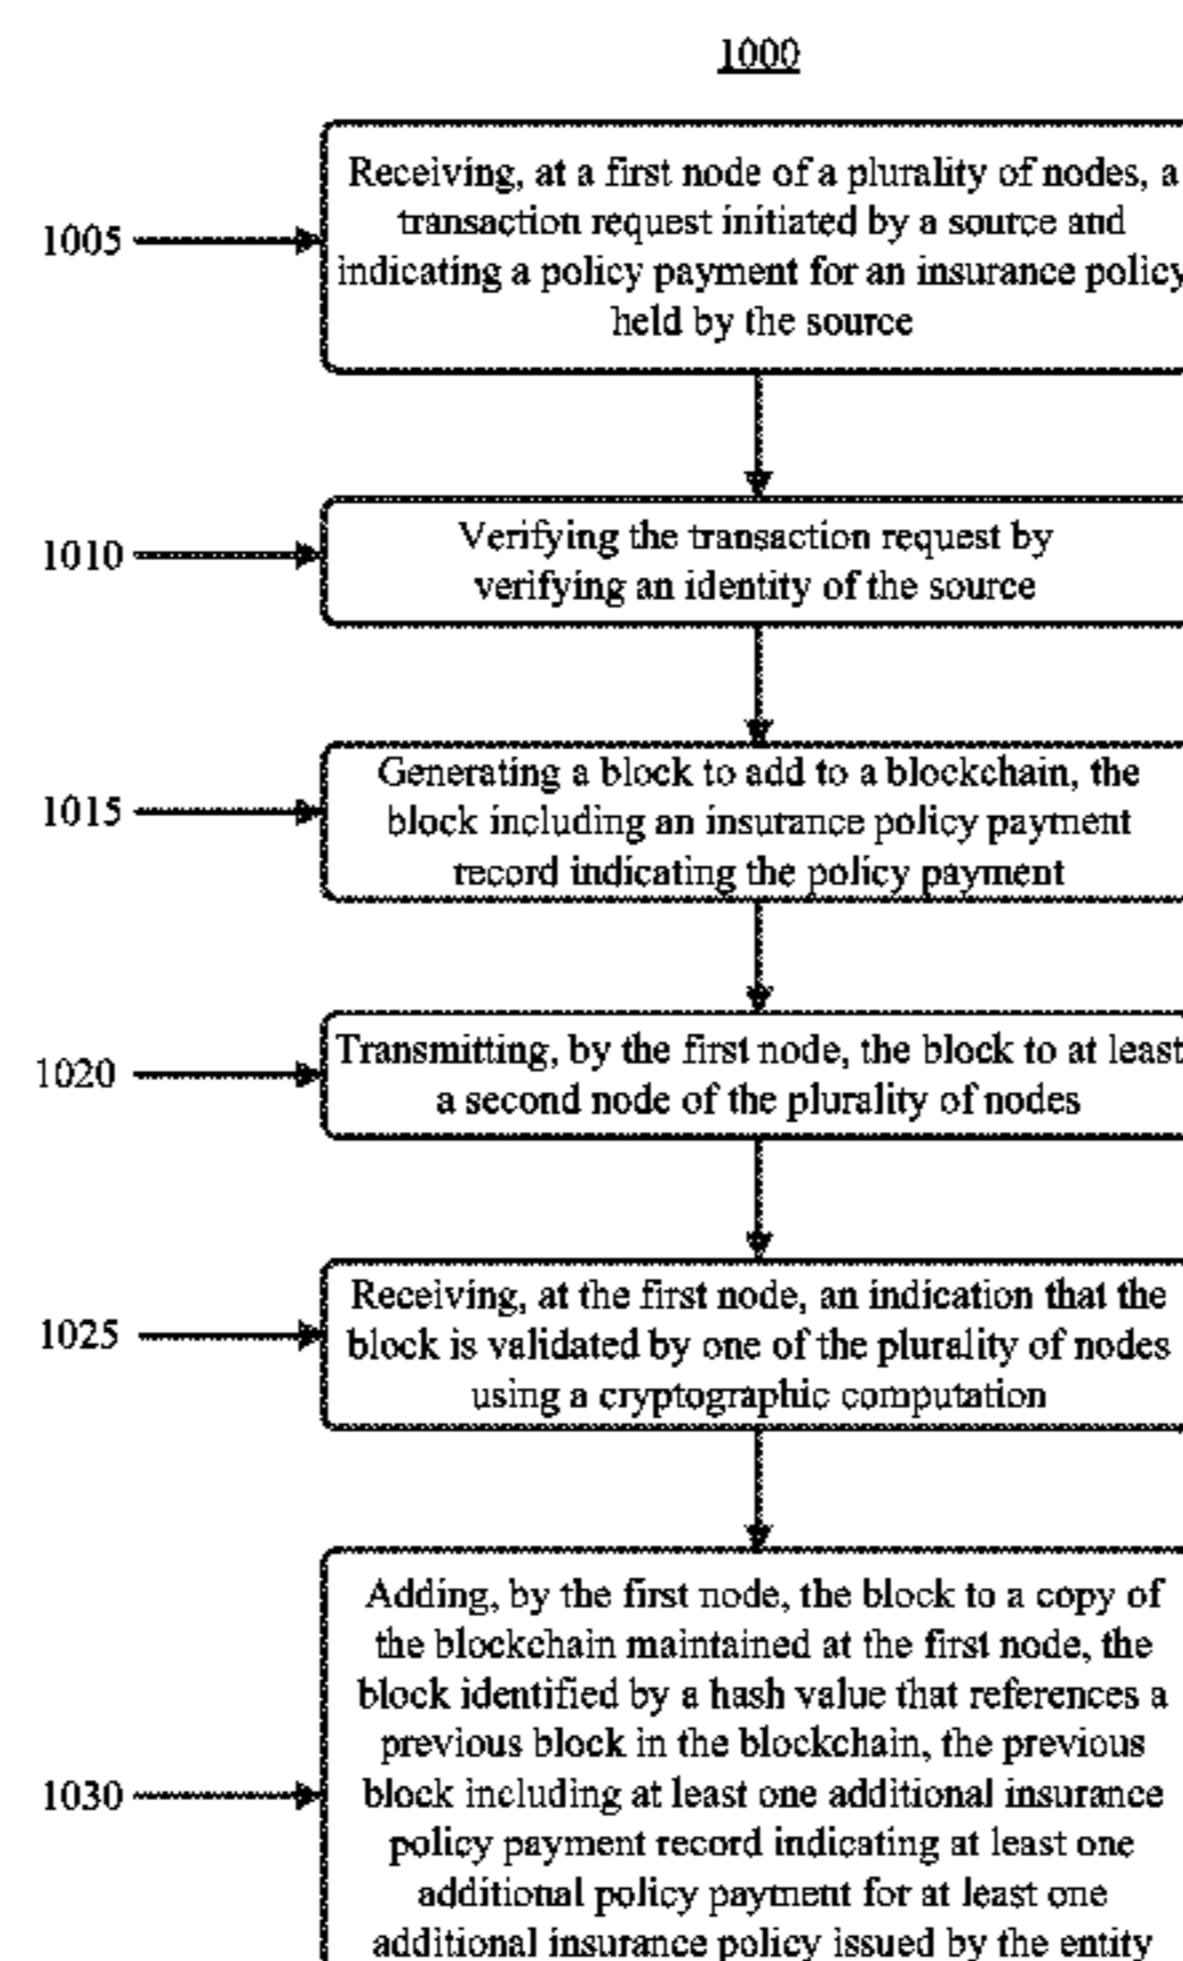 1000
1005
Receiving, at a first node of a plurality of nodes, a
transaction request initiated by a source and
indicating a policy payment for an insurance policy
held by the source
1010
Verifying the transaction request by
verifying an identity of the source
1015
Generating a block to add to a blockchain, the
block including an insurance policy payment
record indicating the policy payment
1020
Transmitting, by the first node, the block to at least
a second node of the plurality of nodes
1025
Receiving, at the first node, an indication that the
block is validated by one of the plurality of nodes
using a cryptographic computation
1030
Adding, by the first node, the block to a copy of
the blockchain maintained at the first node, the
block identified by a hash value that references a
previous block in the blockchain, the previous
block including at least one additional insurance
policy payment record indicating at least one
additional policy payment for at least one
additional insurance policy issued by the entity